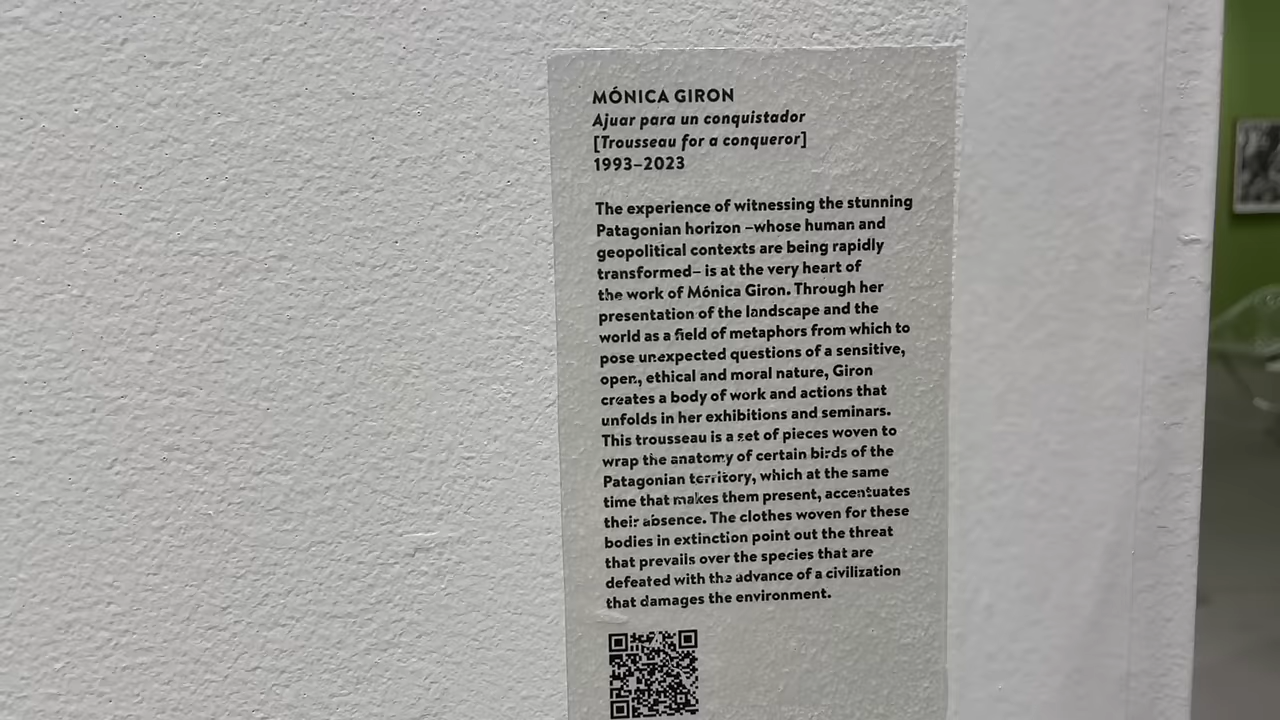 MÓNICA GIRON
Ajuar para un conquistador
[Trousseau for a conqueror]
1993–2023
The experience of witnessing the stunning
Patagonian horizon –whose human and
geopolitical contexts are being rapidly
transformed– is at the very heart of
the work of Mónica Giron. Through her
presentation of the landscape and the
world as a field of metaphors from which to
pose unexpected questions of a sensitive,
open, ethical and moral nature, Giron
creates a body of work and actions that
unfolds in her exhibitions and seminars.
This trousseau is a set of pieces woven to
wrap the anatomy of certain birds of the
Patagonian territory, which at the same
time that makes them present, accentuates
their absence. The clothes woven for these
bodies in extinction point out the threat
that prevails over the species that are
defeated with the advance of a civilization
that damages the environment.